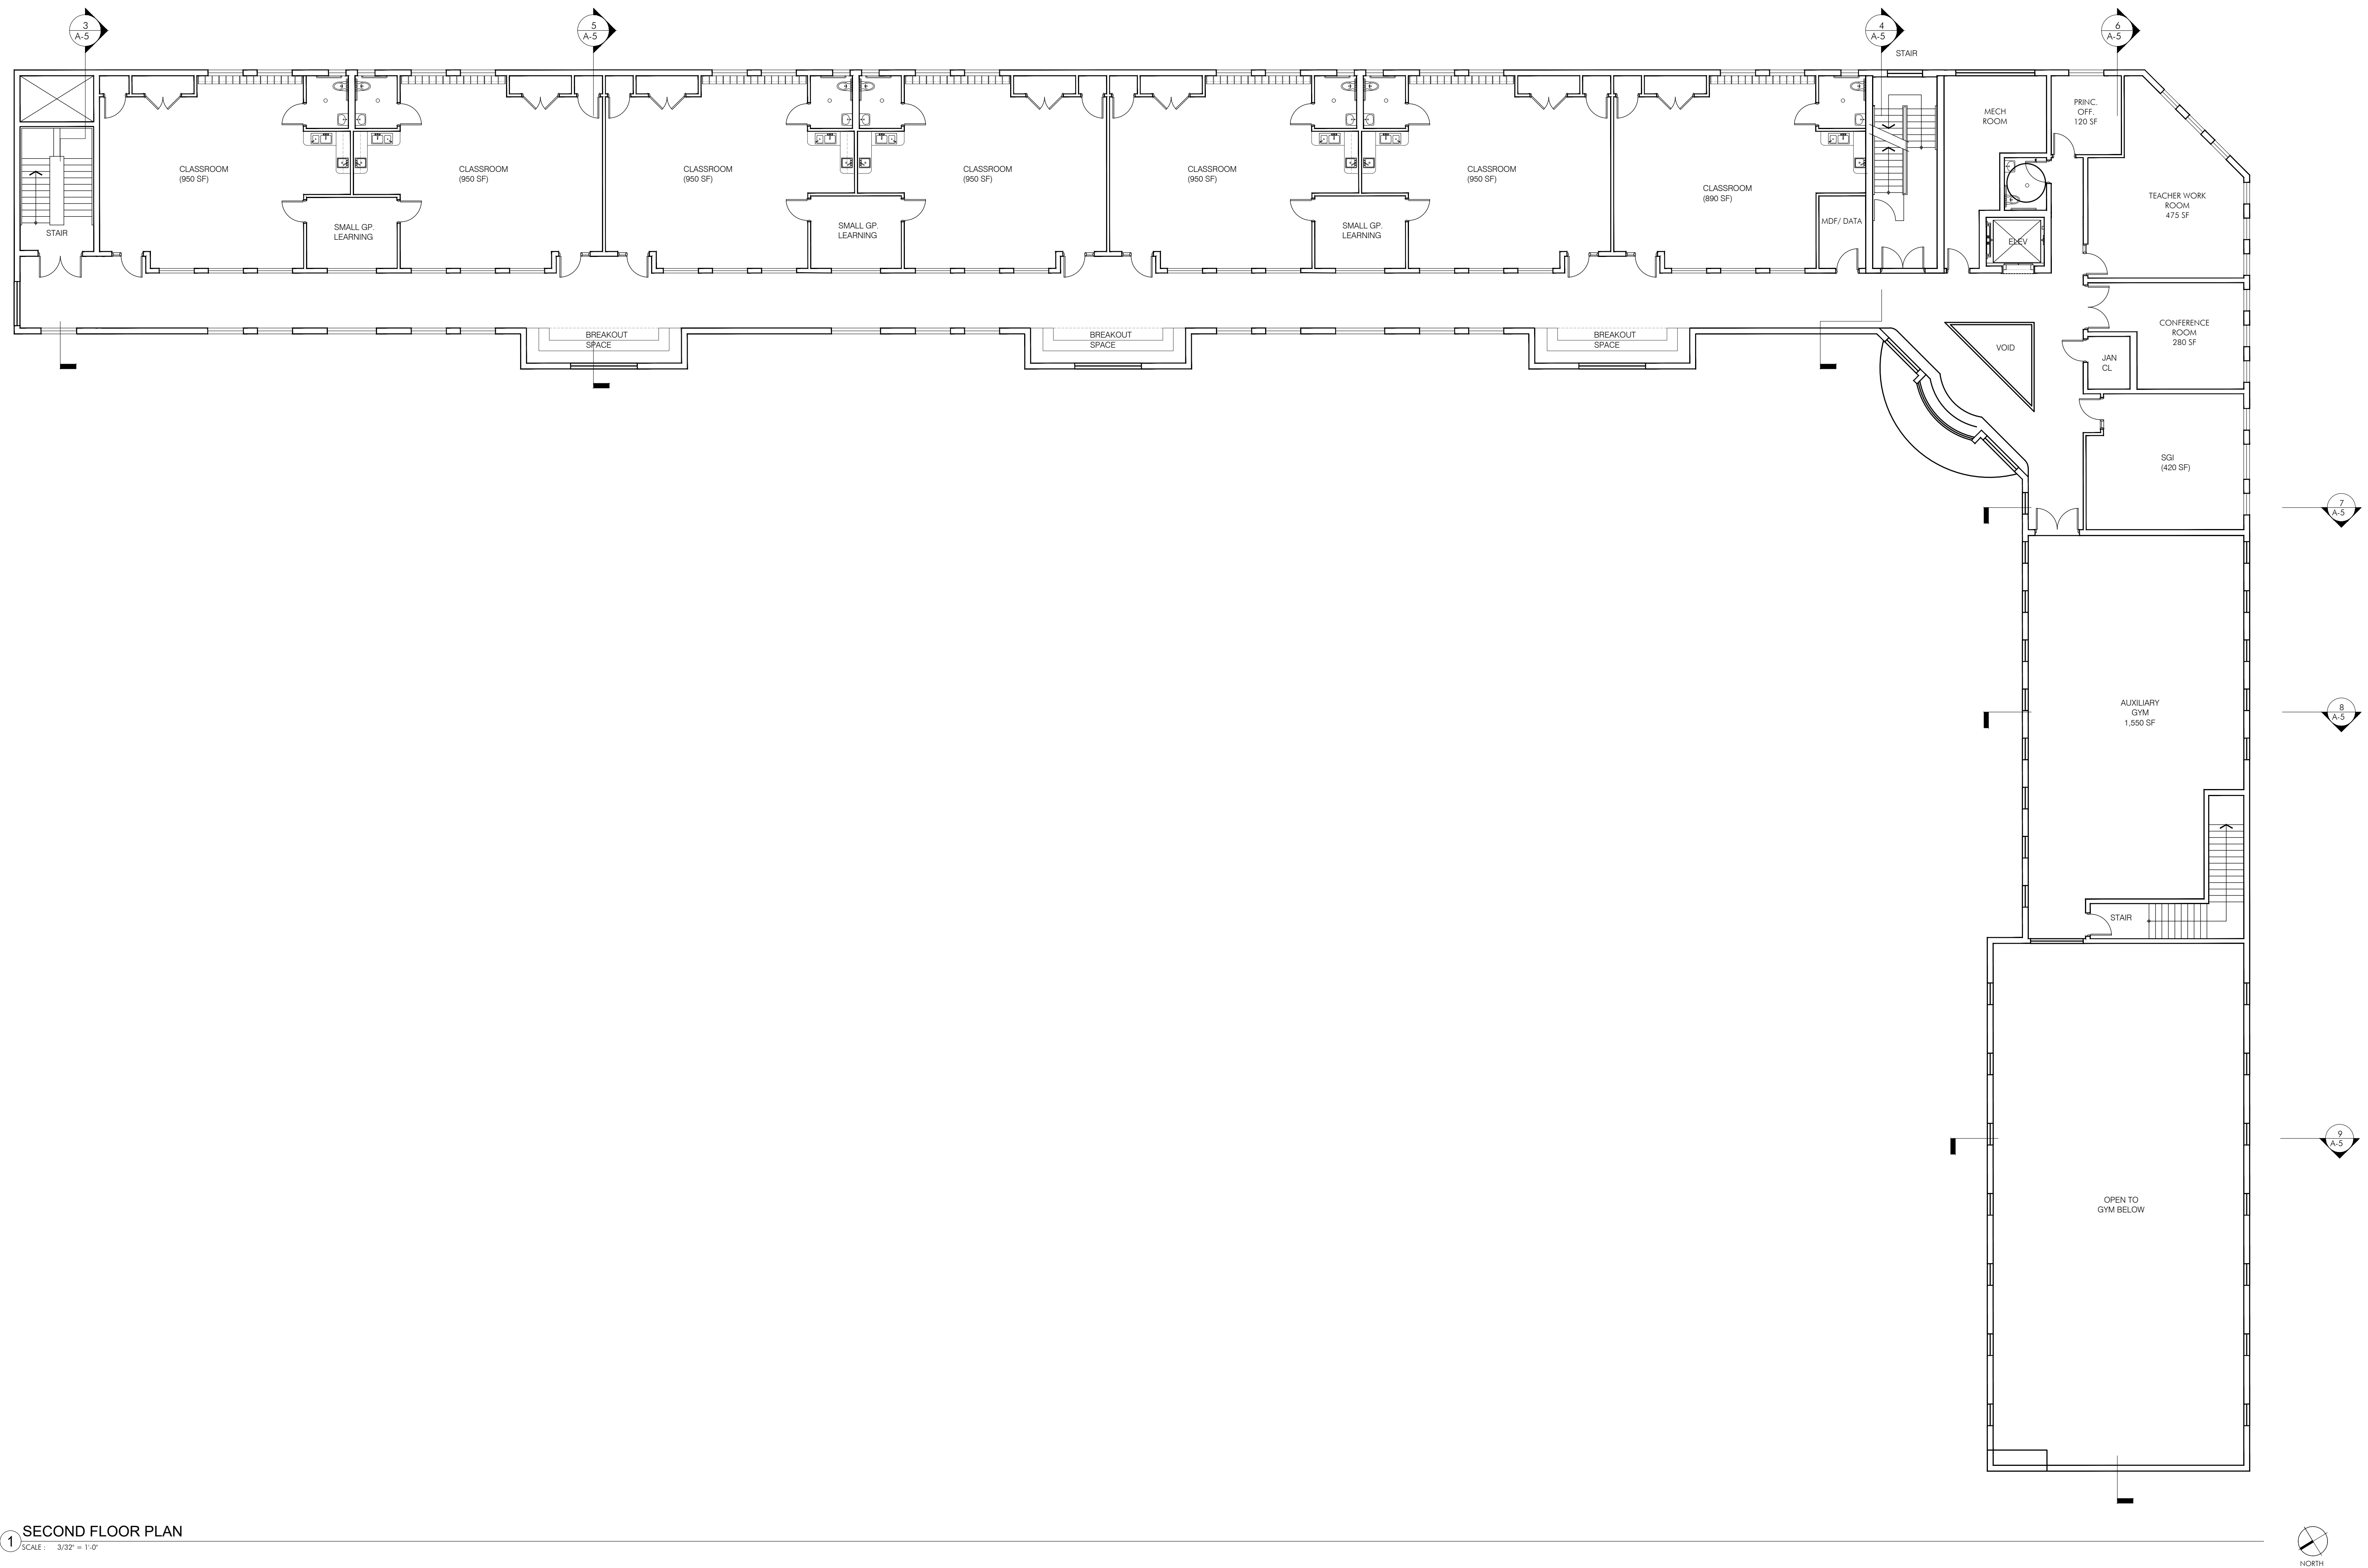 3
A-5
5
A-5
4
A-5
6
A-5
STAIR
MECH
ROOM
PRINC.
OFF.
120 SF
CLASSROOM
(950 SF)
CLASSROOM
(950 SF)
CLASSROOM
(950 SF)
CLASSROOM
(950 SF)
CLASSROOM
(950 SF)
CLASSROOM
(950 SF)
CLASSROOM
(890 SF)
TEACHER WORK
ROOM
475 SF
STAIR
SMALL GP.
LEARNING
SMALL GP.
LEARNING
SMALL GP.
LEARNING
MDF/ DATA
ELEV
BREAKOUT
SPACE
BREAKOUT
SPACE
BREAKOUT
SPACE
VOID
CONFERENCE
ROOM
280 SF
JAN
CL
SGI
(420 SF)
7
A-5
AUXILIARY
GYM
1,550 SF
8
A-5
STAIR
9
A-5
OPEN TO
GYM BELOW
1
SECOND FLOOR PLAN
SCALE : 3/32" = 1'-0"
NORTH